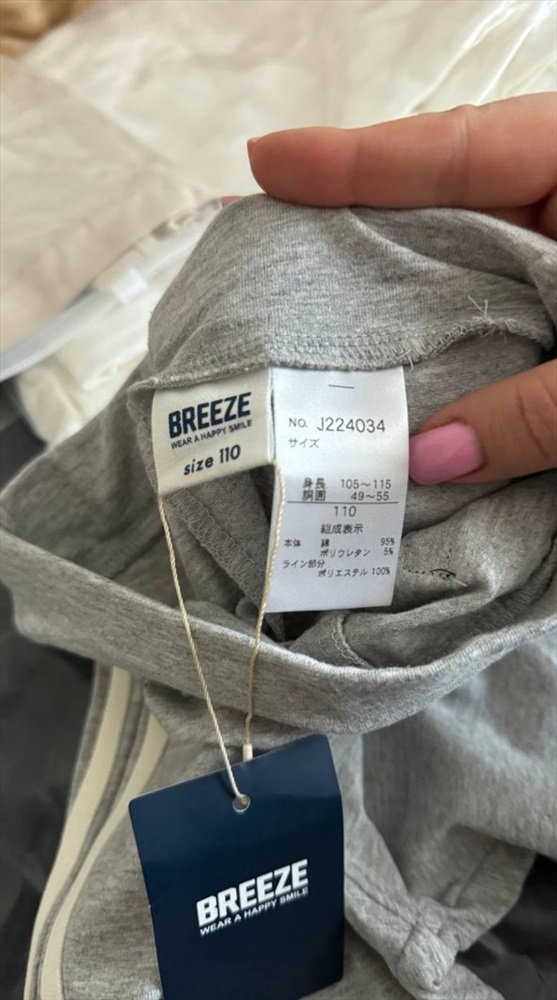 BREEZE
WEAR A HAPPY SMILE
size 110
NO. J224034
サイズ
身長 105～115
胴囲 49～55
110
組成表示
本体 綿 95%
ポリウレタン 5%
ライン部分
ポリエステル 100%
BREEZE
WEAR A HAPPY SMILE